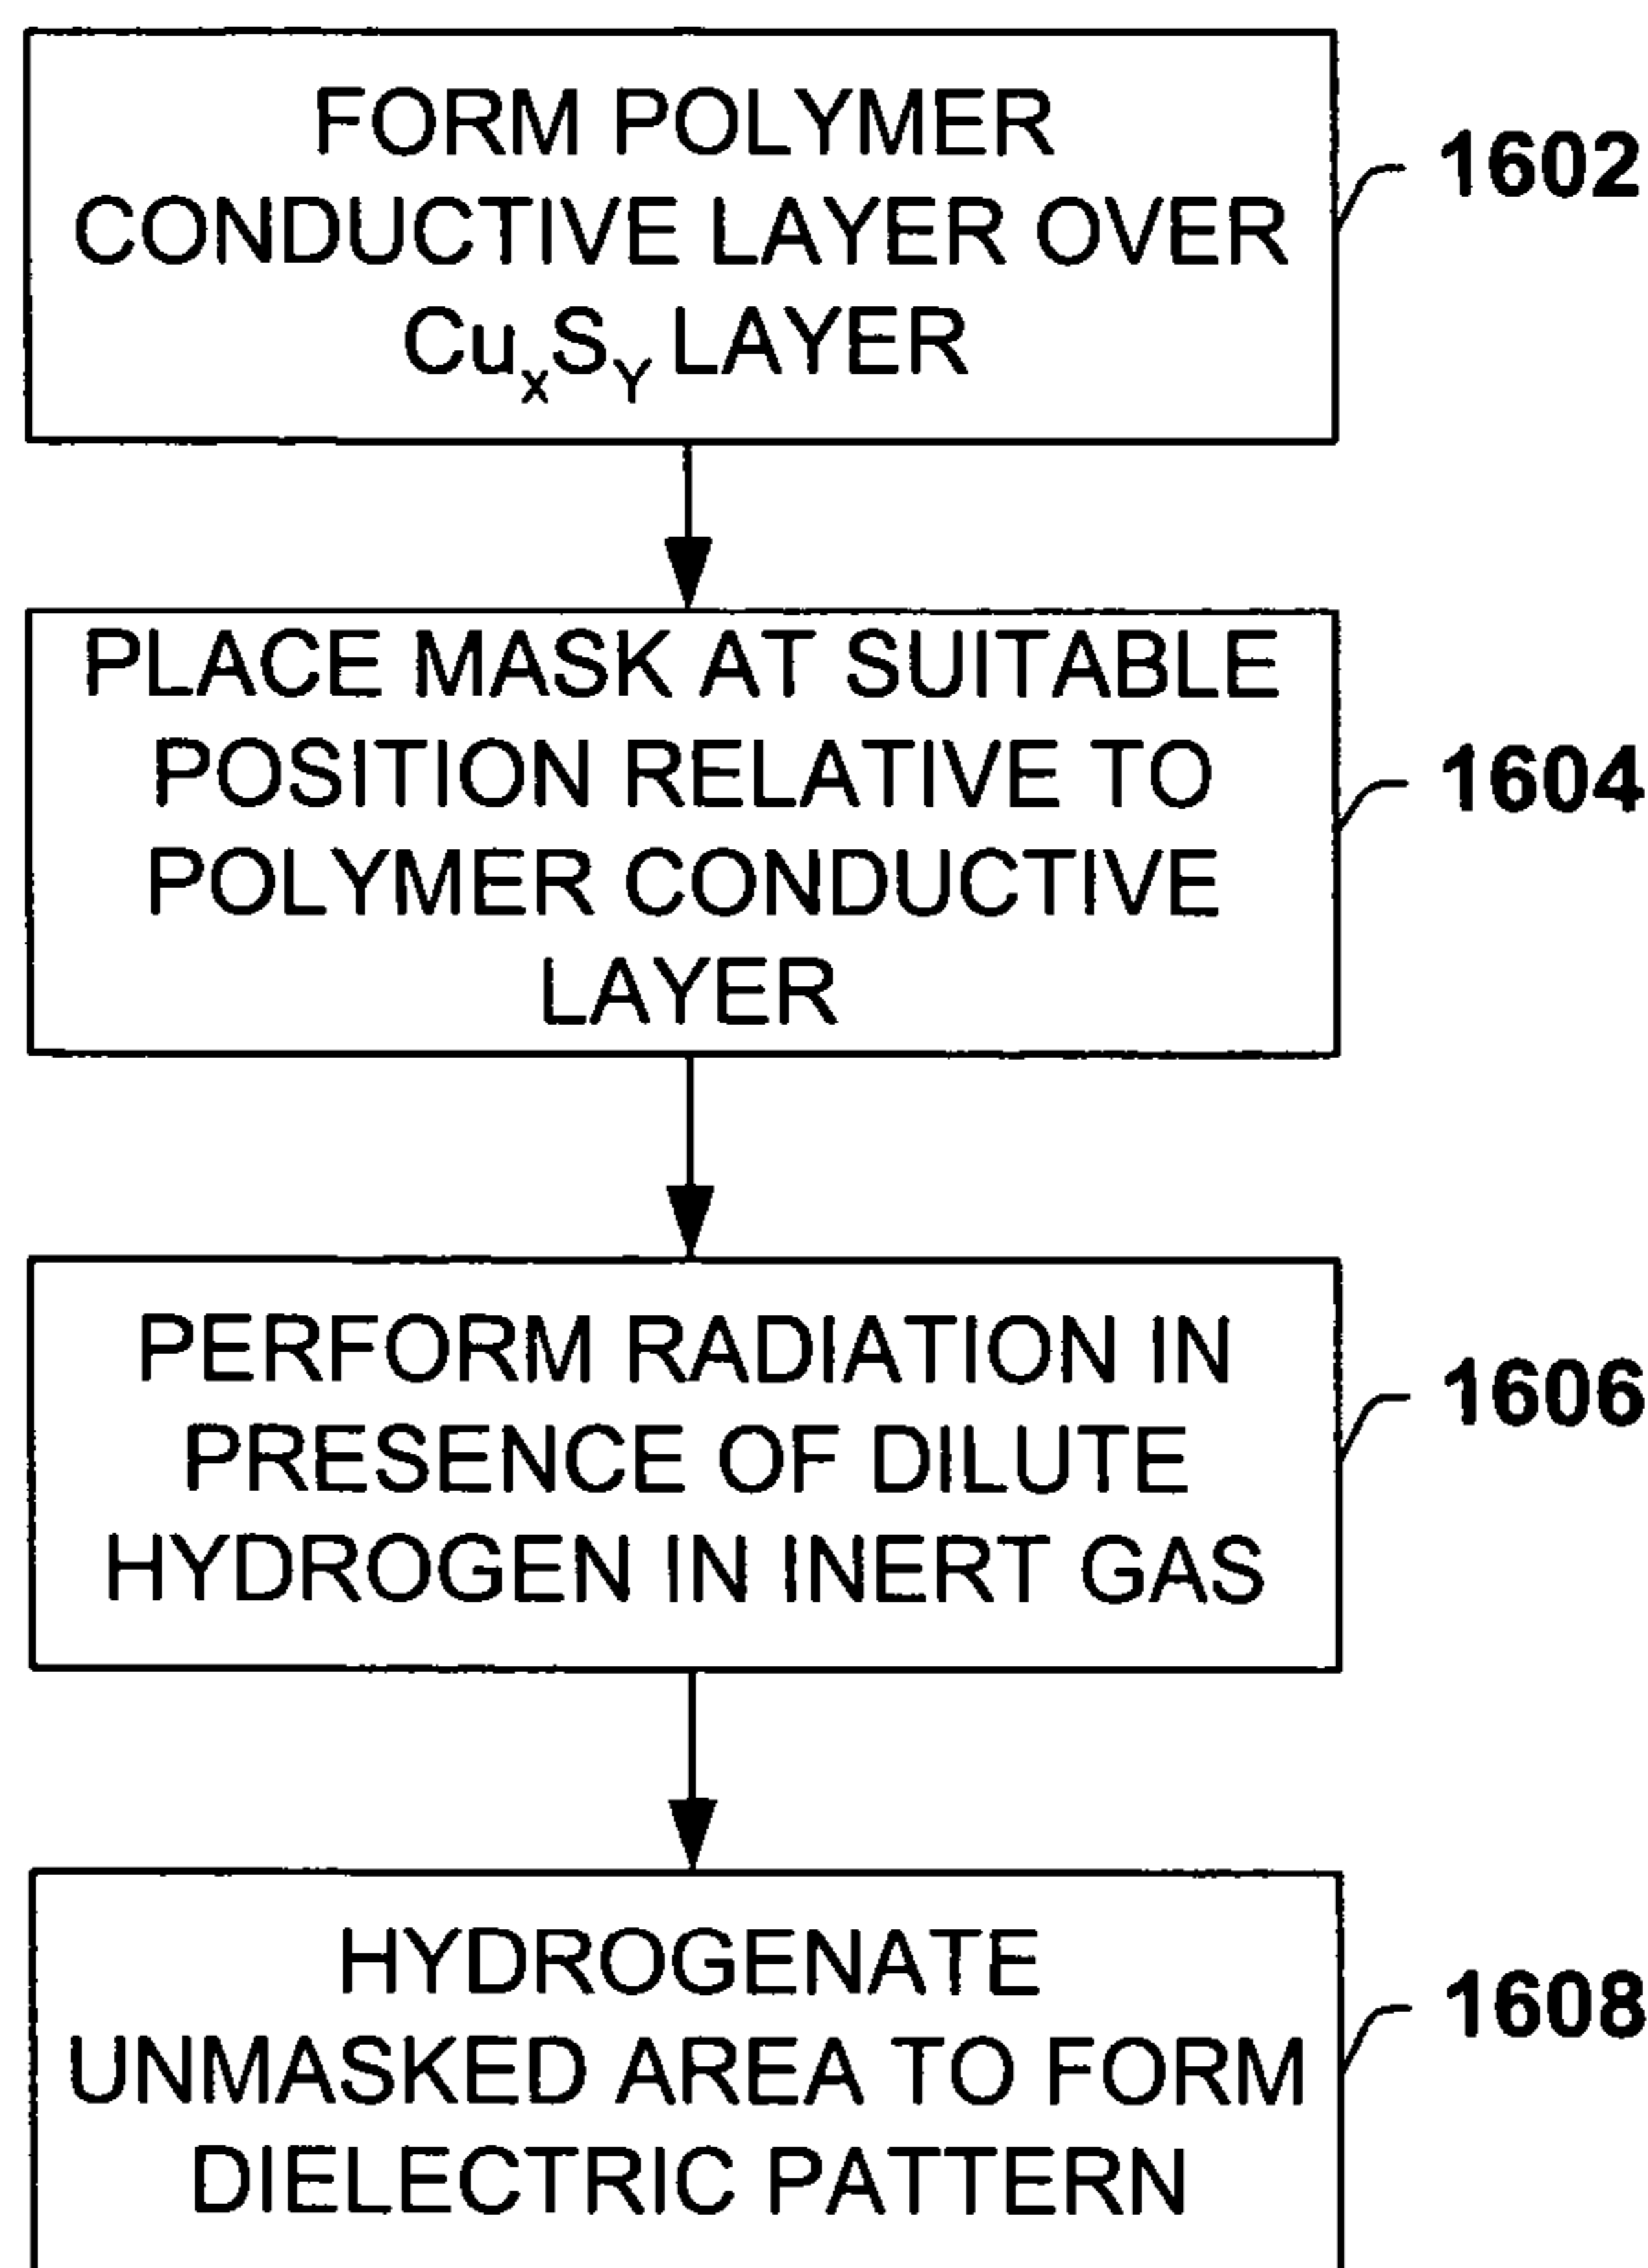 FORM POLYMER
CONDUCTIVE LAYER OVER
CuxSY LAYER
1602
PLACE MASK AT SUITABLE
POSITION RELATIVE TO
POLYMER CONDUCTIVE
LAYER
1604
PERFORM RADIATION IN
PRESENCE OF DILUTE
HYDROGEN IN INERT GAS
1606
HYDROGENATE
UNMASKED AREA TO FORM
DIELECTRIC PATTERN
1608